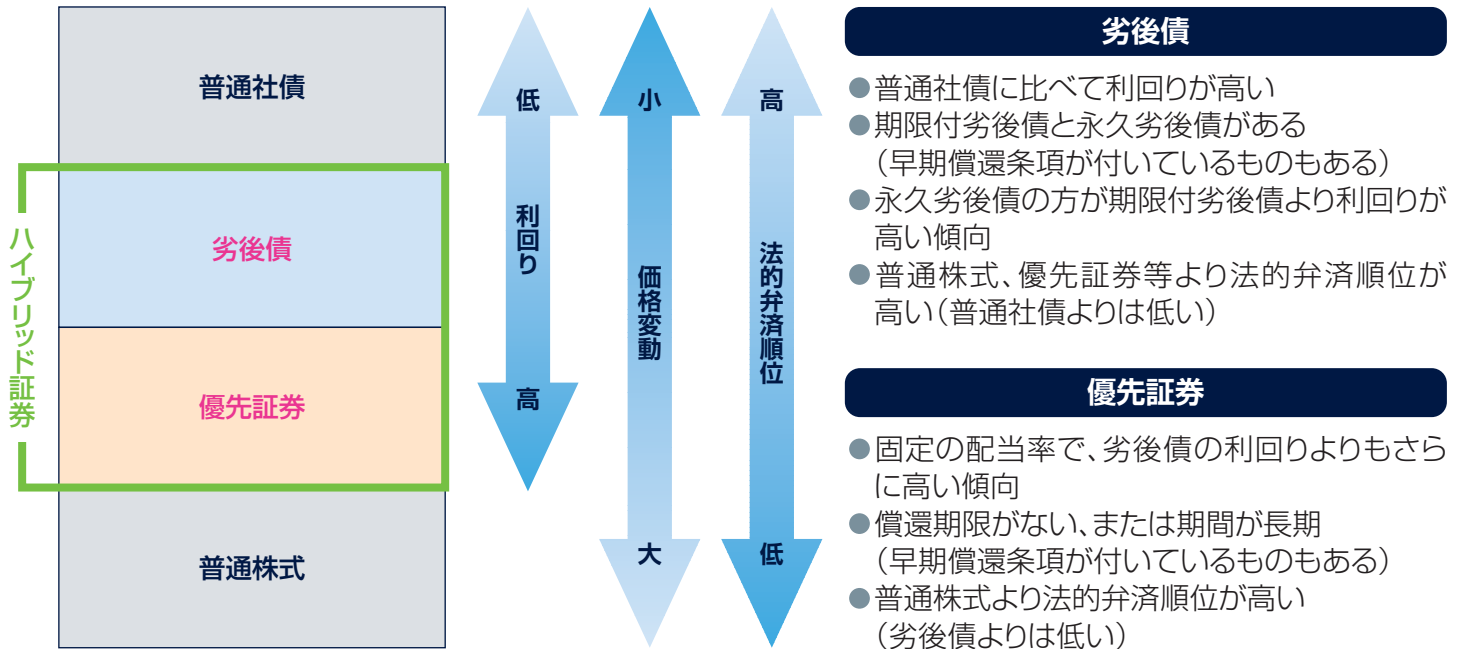 ハイブリッド証券
普通社債
劣後債
優先証券
普通株式
低
利回り
高
小
価格変動
大
高
法的弁済順位
低
劣後債
●普通社債に比べて利回りが高い
●期限付劣後債と永久劣後債がある
（早期償還条項が付いているものもある）
●永久劣後債の方が期限付劣後債より利回りが
高い傾向
●普通株式、優先証券等より法的弁済順位が
高い（普通社債よりは低い）
優先証券
●固定の配当率で、劣後債の利回りよりもさら
に高い傾向
●償還期限がない、または期間が長期
（早期償還条項が付いているものもある）
●普通株式より法的弁済順位が高い
（劣後債よりは低い）